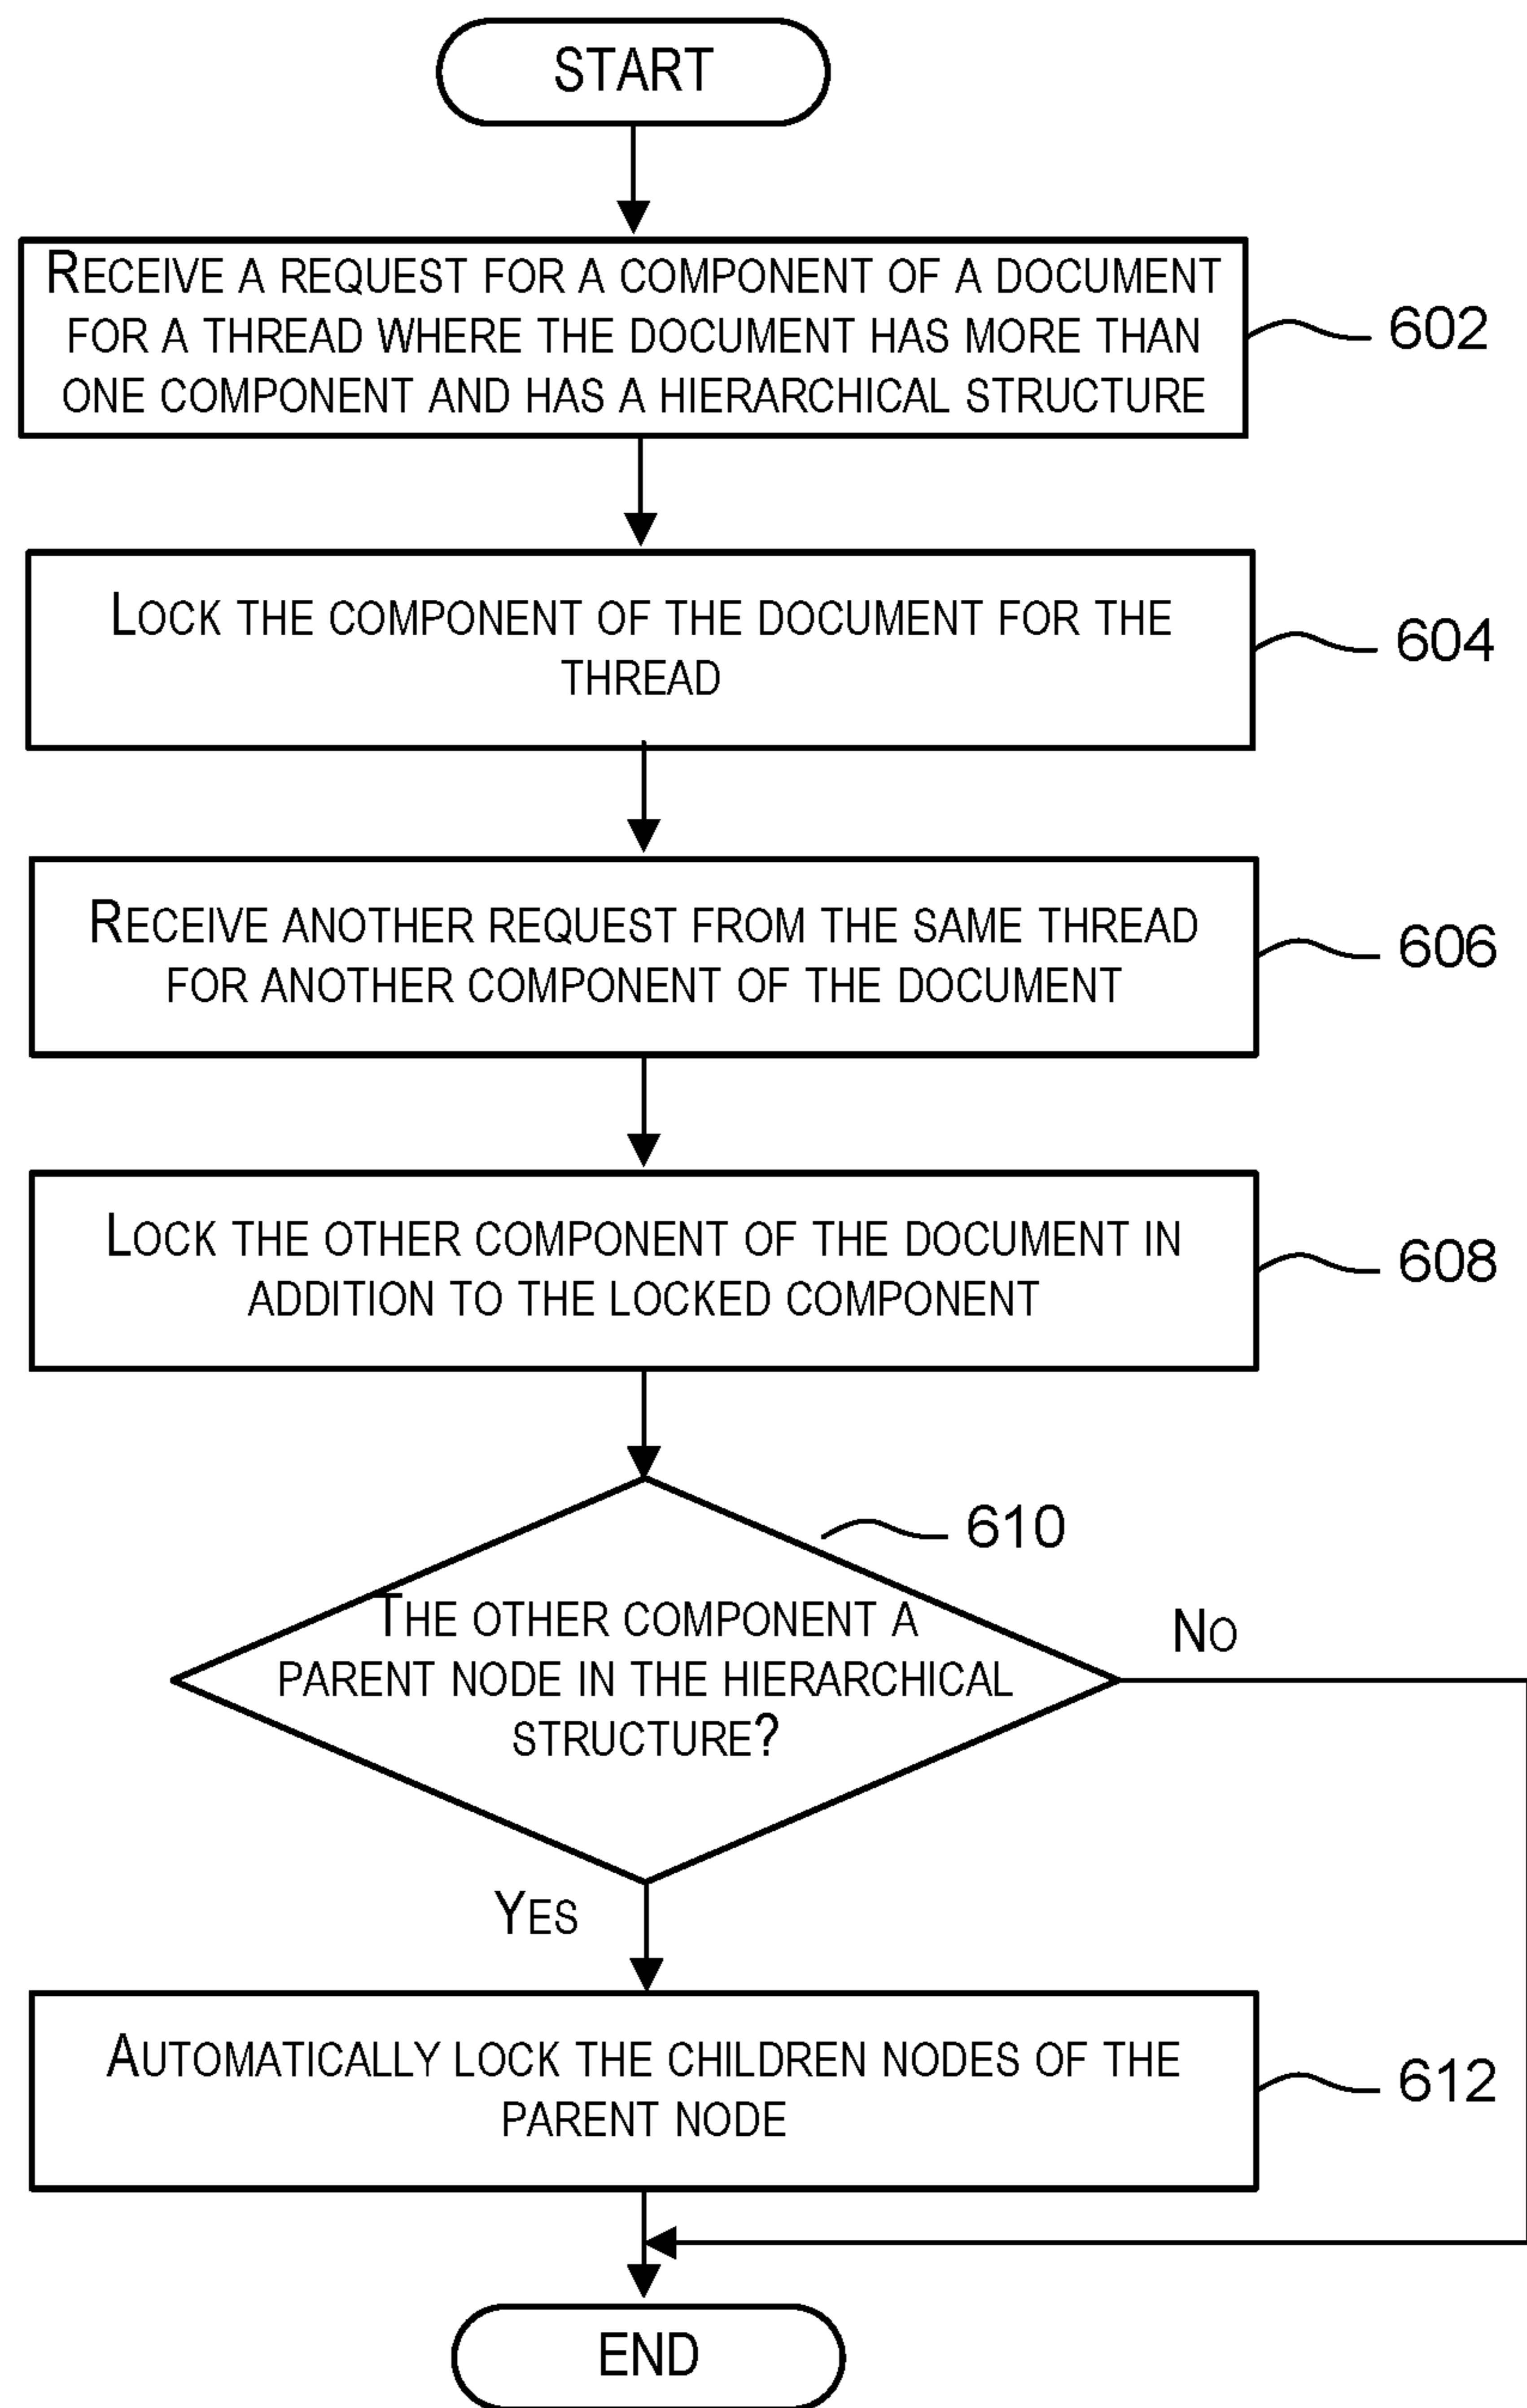 START
RECEIVE A REQUEST FOR A COMPONENT OF A DOCUMENT
FOR A THREAD WHERE THE DOCUMENT HAS MORE THAN
ONE COMPONENT AND HAS A HIERARCHICAL STRUCTURE
602
LOCK THE COMPONENT OF THE DOCUMENT FOR THE
THREAD
604
RECEIVE ANOTHER REQUEST FROM THE SAME THREAD
FOR ANOTHER COMPONENT OF THE DOCUMENT
606
LOCK THE OTHER COMPONENT OF THE DOCUMENT IN
ADDITION TO THE LOCKED COMPONENT
608
610
THE OTHER COMPONENT A
PARENT NODE IN THE HIERARCHICAL
STRUCTURE?
NO
YES
AUTOMATICALLY LOCK THE CHILDREN NODES OF THE
PARENT NODE
612
END